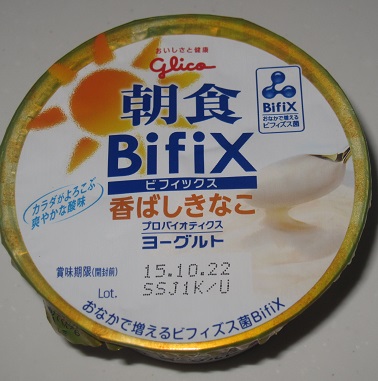 おいしさと健康
glico
朝食
BifiX
ビフィックス
香ばしきなこ
プロバイオティクス
ヨーグルト
BifiX
おなかで増える
ビフィズス菌
カラダがよろこぶ
爽やかな酸味
賞味期限(開封前)
15.10.22
Lot.
SSJ1K/U
おなかで増えるビフィズス菌BifiX